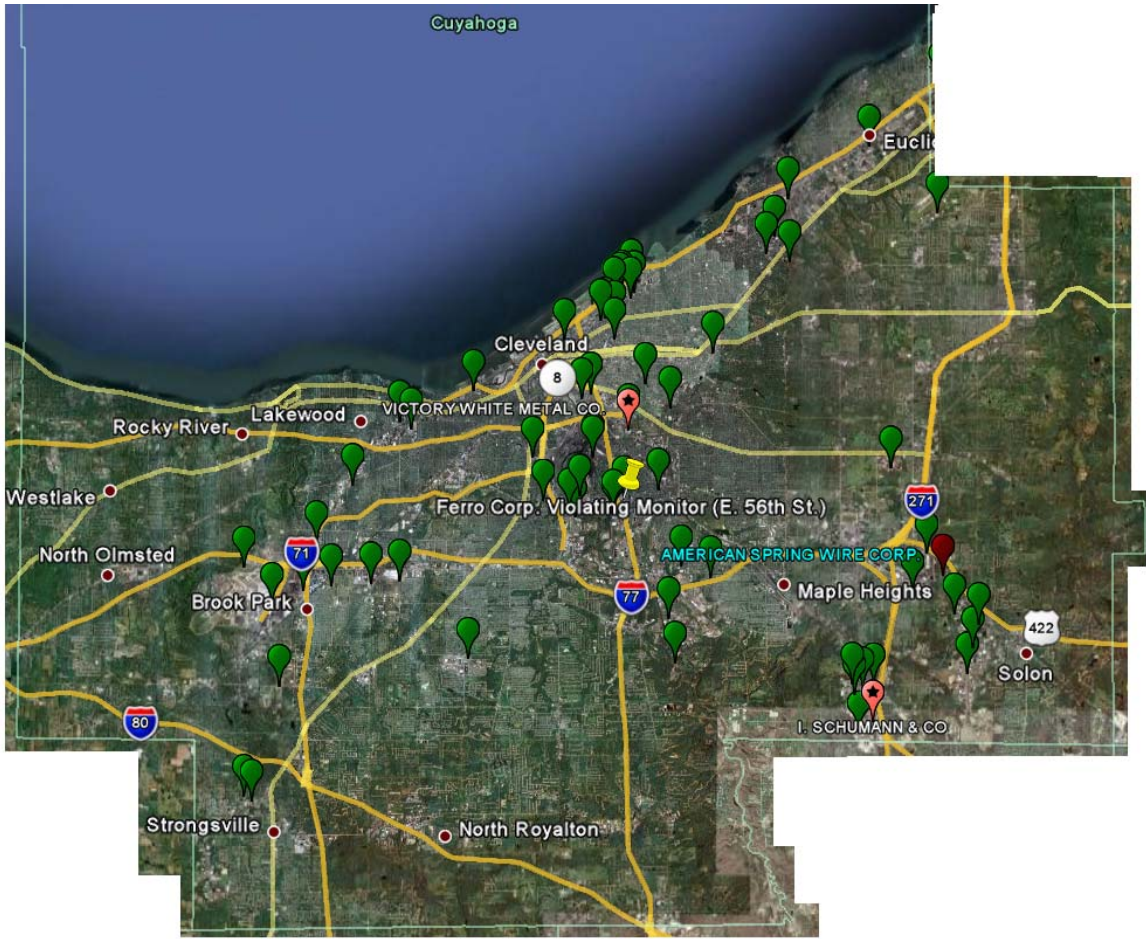 Cuyahoga
Euclid
Cleveland
8
VICTORY WHITE METAL CO.
Lakewood
Rocky River
Westlake
Ferro Corp. Violating Monitor (E. 56th St.)
271
North Olmsted
71
AMERICAN SPRING WIRE CORP.
Maple Heights
77
Brook Park
422
Solon
80
I. SCHUMANN & CO
Strongsville
North Royalton